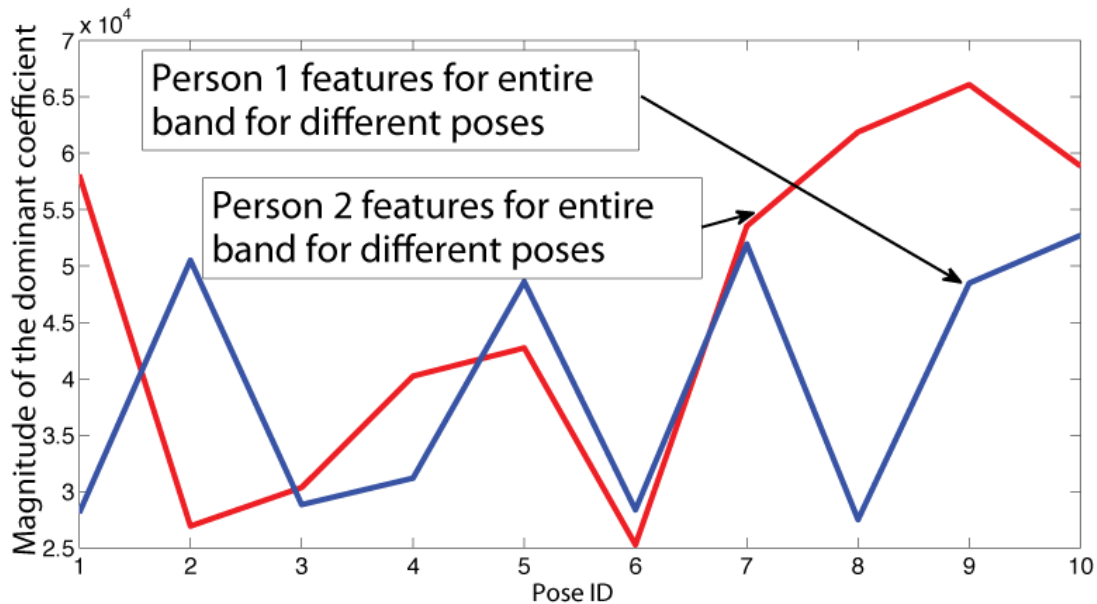 x 10⁴
7
6.5
6
5.5
5
4.5
4
3.5
3
2.5
Magnitude of the dominant coefficient
Person 1 features for entire
band for different poses
Person 2 features for entire
band for different poses
1 2 3 4 5 6 7 8 9 10
Pose ID